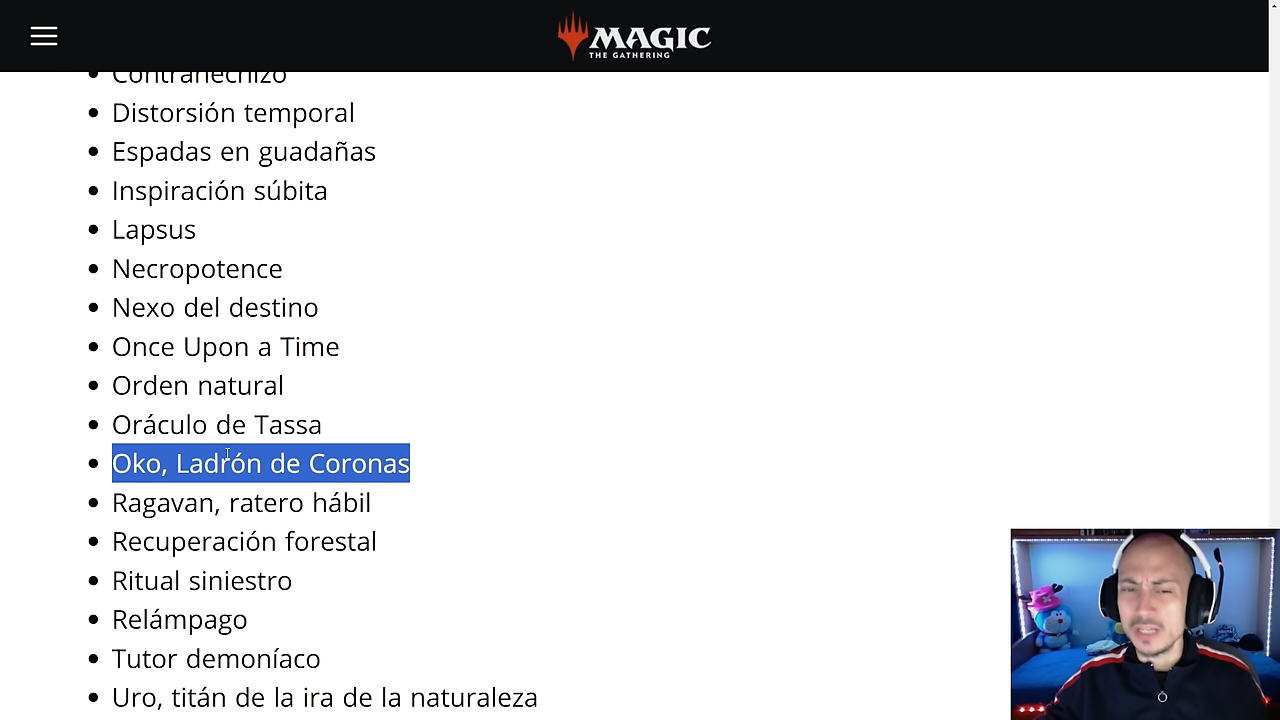 MAGIC
THE GATHERING
Contrahechizo
Distorsión temporal
Espadas en guadañas
Inspiración súbita
Lapsus
Necropotence
Nexo del destino
Once Upon a Time
Orden natural
Oráculo de Tassa
Oko, Ladrón de Coronas
Ragavan, ratero hábil
Recuperación forestal
Ritual siniestro
Relámpago
Tutor demoníaco
Uro, titán de la ira de la naturaleza